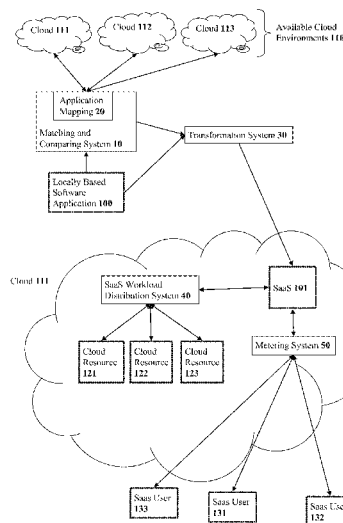 Cloud 111
Cloud 112
Cloud 113
Available Cloud
Environments 110
Application
Mapping 20
Matching and
Comparing System 10
Transformation System 30
Locally Based
Software
Application 100
Cloud 111
SaaS Workload
Distribution System 40
SaaS 101
Cloud
Resource
121
Cloud
Resource
122
Cloud
Resource
123
Metering System 50
Saas User
133
Saas User
131
Saas User
132